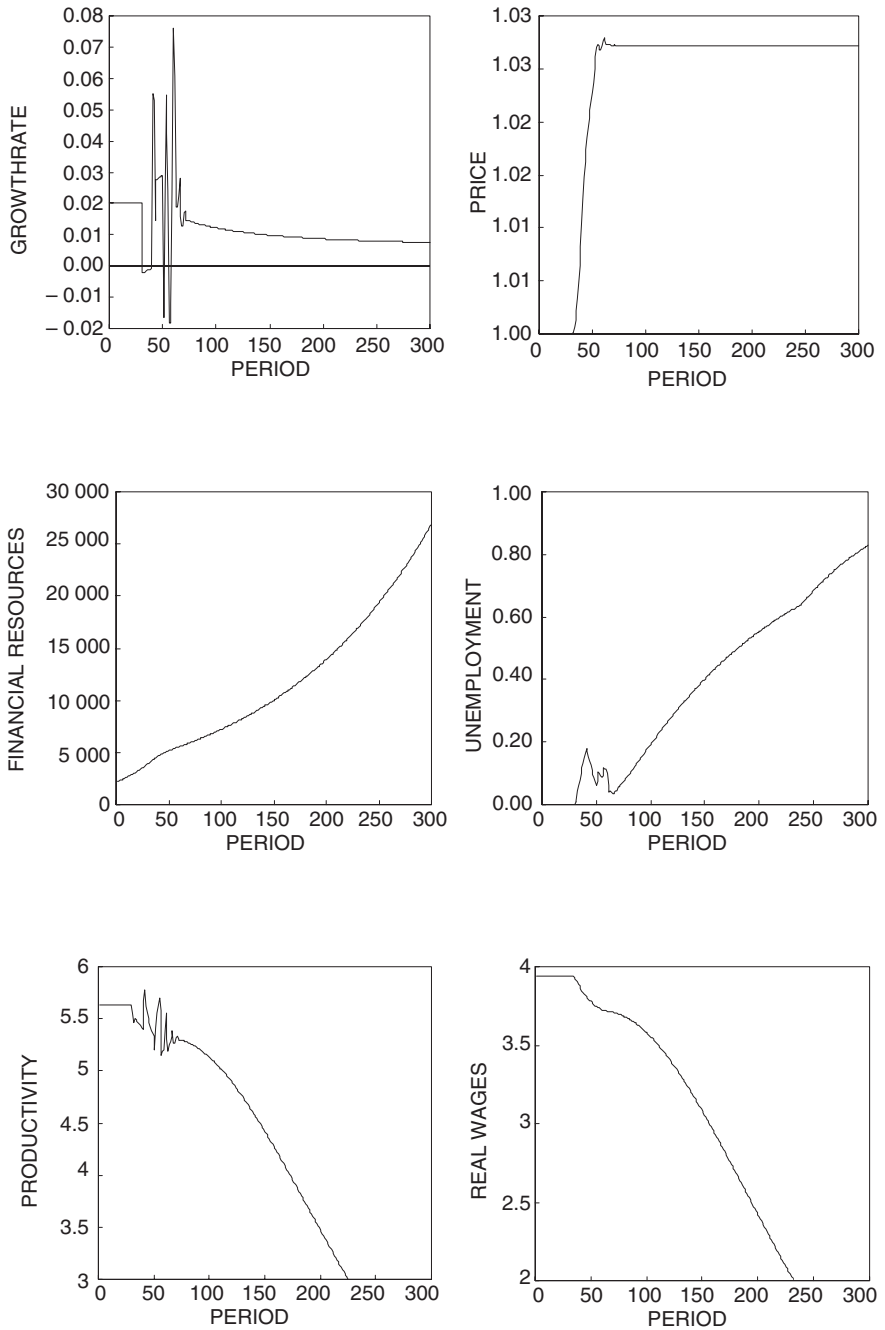 0.08
0.07
0.06
0.05
0.04
0.03
0.02
0.01
0.00
– 0.01
– 0.02
GROWTHRATE
0 50 100 150 200 250 300
PERIOD
1.03
1.03
1.02
1.02
1.01
1.01
1.00
PRICE
0 50 100 150 200 250 300
PERIOD
30 000
25 000
20 000
15 000
10 000
5 000
0
FINANCIAL RESOURCES
0 50 100 150 200 250 300
PERIOD
1.00
0.80
0.60
0.40
0.20
0.00
UNEMPLOYMENT
0 50 100 150 200 250 300
PERIOD
6
5.5
5
4.5
4
3.5
3
PRODUCTIVITY
0 50 100 150 200 250 300
PERIOD
4
3.5
3
2.5
2
REAL WAGES
0 50 100 150 200 250 300
PERIOD